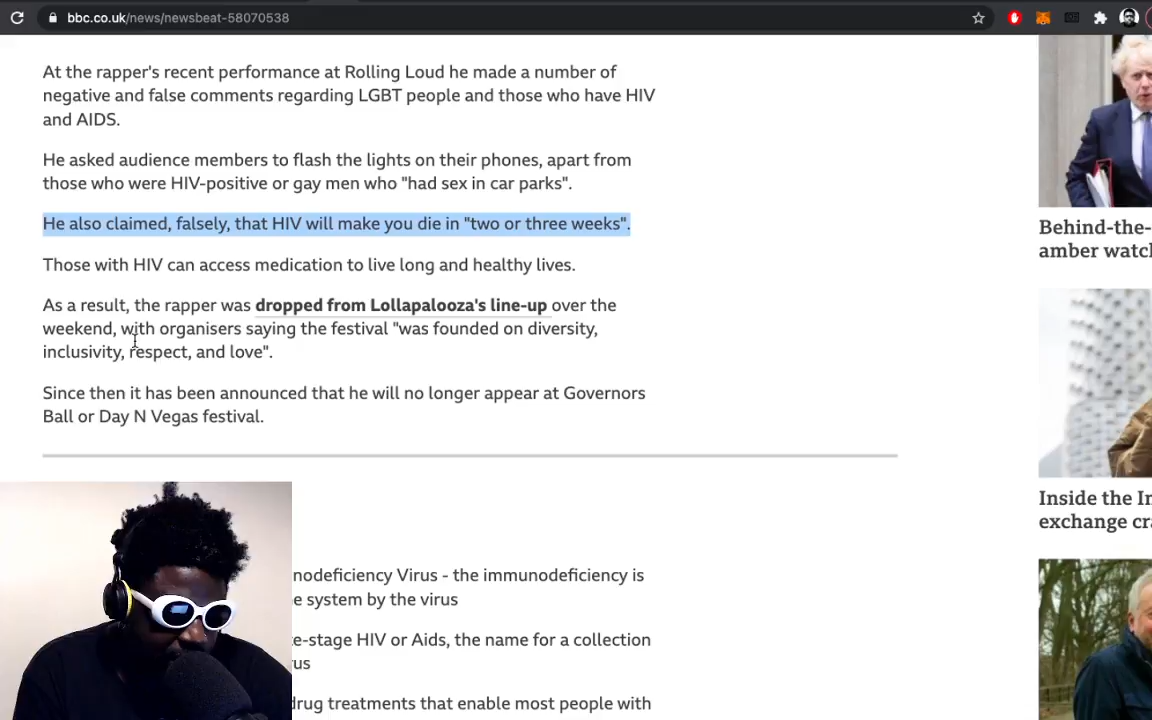 bbc.co.uk/news/newsbeat-58070538
At the rapper's recent performance at Rolling Loud he made a number of
negative and false comments regarding LGBT people and those who have HIV
and AIDS.
He asked audience members to flash the lights on their phones, apart from
those who were HIV-positive or gay men who "had sex in car parks".
He also claimed, falsely, that HIV will make you die in "two or three weeks".
Those with HIV can access medication to live long and healthy lives.
As a result, the rapper was dropped from Lollapalooza's line-up over the
weekend, with organisers saying the festival "was founded on diversity,
inclusivity, respect, and love".
Since then it has been announced that he will no longer appear at Governors
Ball or Day N Vegas festival.
nodeficiency Virus - the immunodeficiency is
e system by the virus
e-stage HIV or Aids, the name for a collection
rus
drug treatments that enable most people with
Behind-the-
amber watch
Inside the In
exchange cra